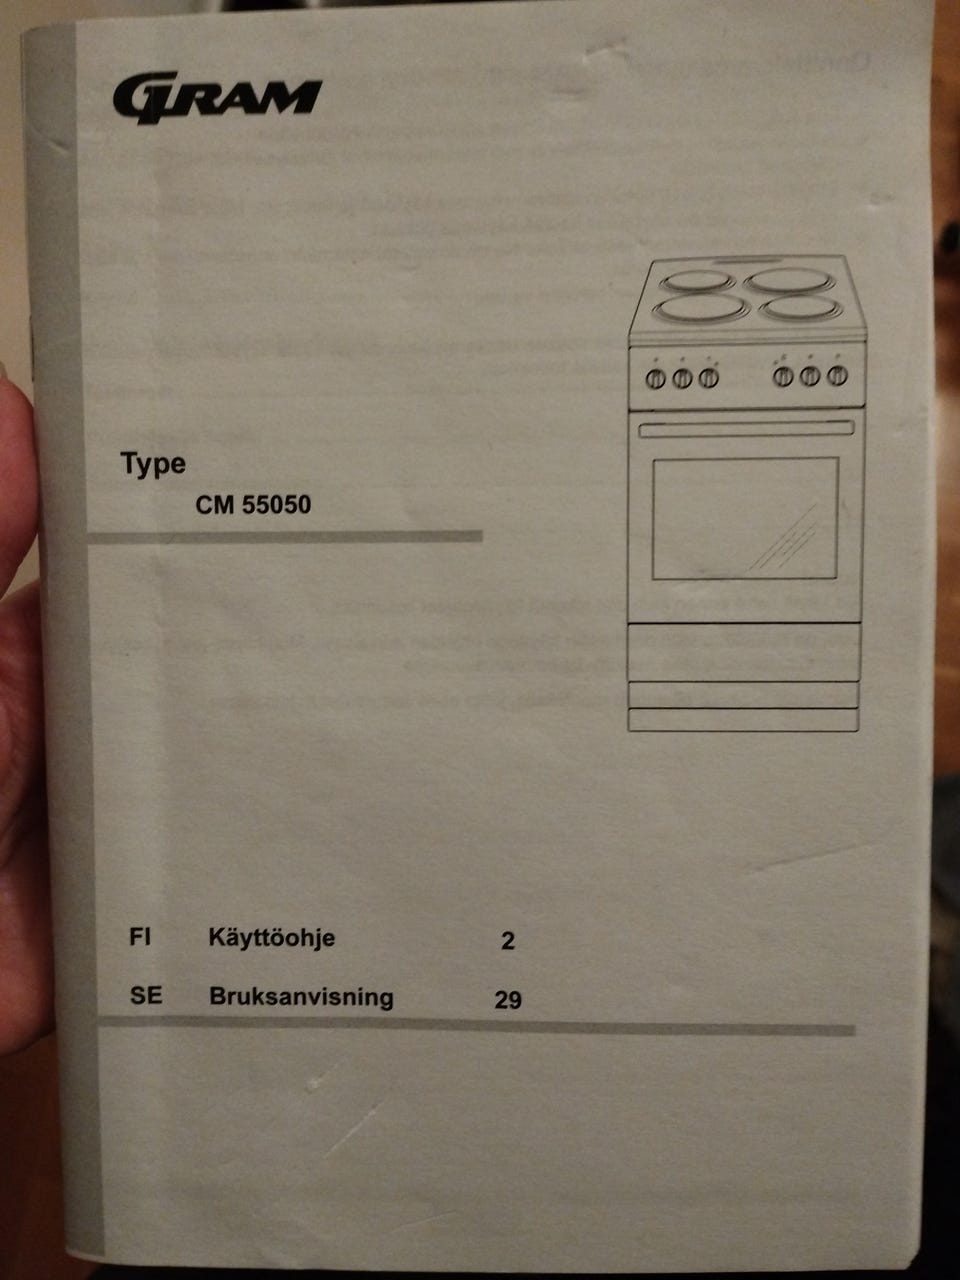 GRAM
Type
CM 55050
FI Käyttöohje 2
SE Bruksanvisning 29